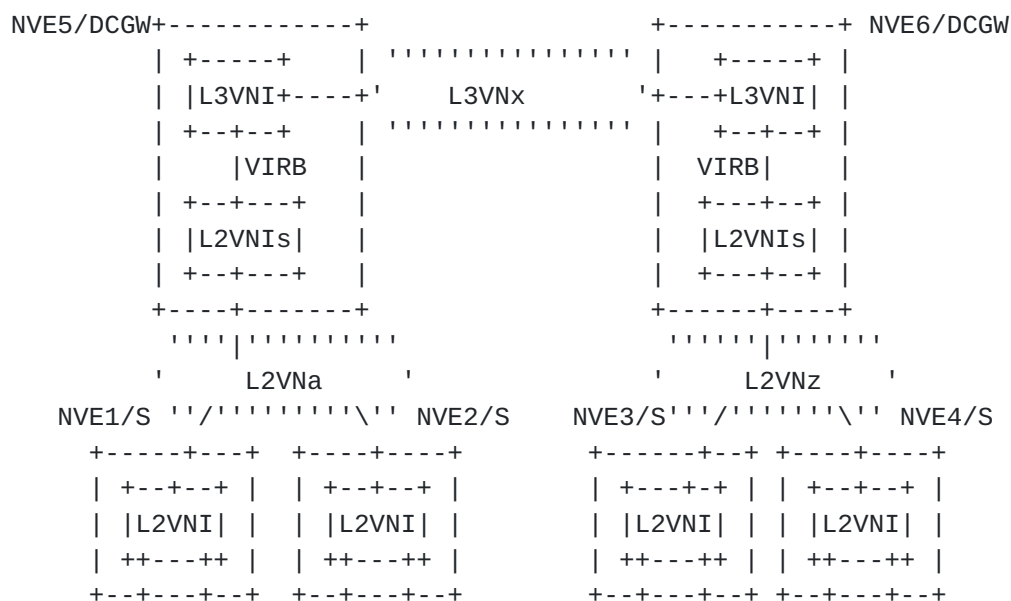 NVE5/DCGW+------------+                  +-----------+ NVE6/DCGW
         | +-----+    | '''''''''''''''' |   +-----+ |
         | |L3VNI+----+'    L3VNx       '+---+L3VNI| |
         | +--+--+    | '''''''''''''''' |   +--+--+ |
         |    |VIRB   |                  |  VIRB|    |
         | +--+---+   |                  |  +---+--+ |
         | |L2VNIs|   |                  |  |L2VNIs| |
         | +--+---+   |                  |  +---+--+ |
         +----+-------+                  +------+----+
          ''''|''''''''''                 ''''''|'''''''
         '     L2VNa     '               '     L2VNz    '
   NVE1/S ''/'''''''''\'' NVE2/S    NVE3/S'''/'''''''\'' NVE4/S
     +-----+---+  +----+----+        +------+--+ +----+----+
     | +--+--+ |  | +--+--+ |        | +---+-+ | | +--+--+ |
     | |L2VNI| |  | |L2VNI| |        | |L2VNI| | | |L2VNI| |
     | ++---++ |  | ++---++ |        | ++---++ | | ++---++ |
     +--+---+--+  +--+---+--+        +--+---+--+ +--+---+--+